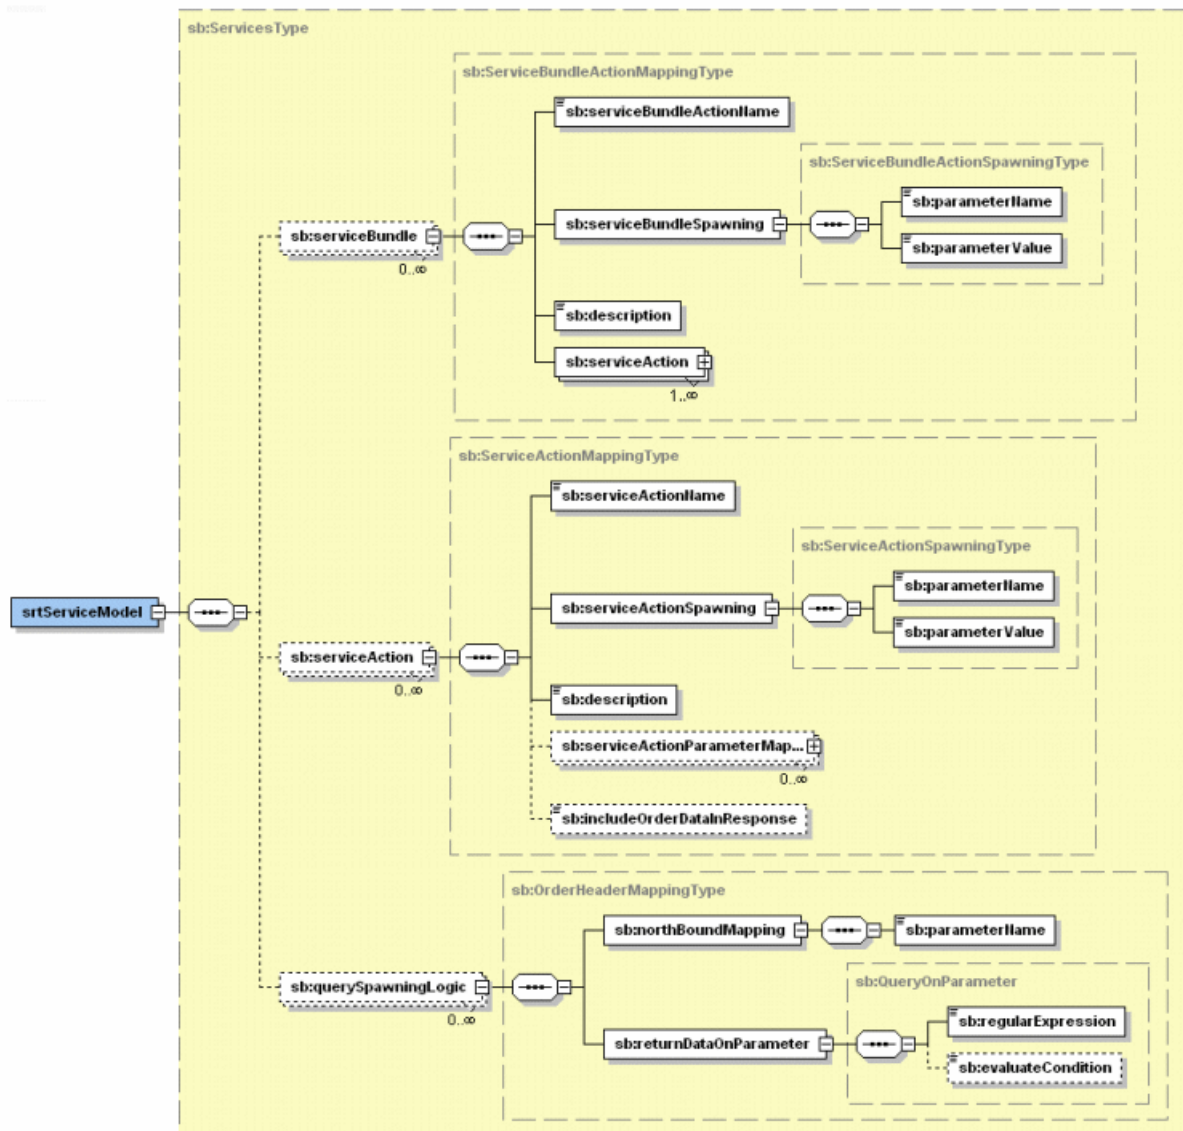 sb:ServicesType
sb:ServiceBundleActionMappingType
sb:serviceBundleActionName
sb:ServiceBundleActionSpawningType
sb:parameterName
sb:serviceBundle
0..∞
sb:serviceBundleSpawning
sb:parameterValue
sb:description
sb:serviceAction
1..∞
sb:ServiceActionMappingType
sb:serviceActionName
sb:ServiceActionSpawningType
sb:parameterName
srtServiceModel
sb:serviceActionSpawning
sb:parameterValue
sb:serviceAction
0..∞
sb:description
sb:serviceActionParameterMap...
0..∞
sb:includeOrderDataInResponse
sb:OrderHeaderMappingType
sb:northBoundMapping
sb:parameterName
sb:querySpawningLogic
0..∞
sb:QueryOnParameter
sb:regularExpression
sb:returnDataOnParameter
sb:evaluateCondition